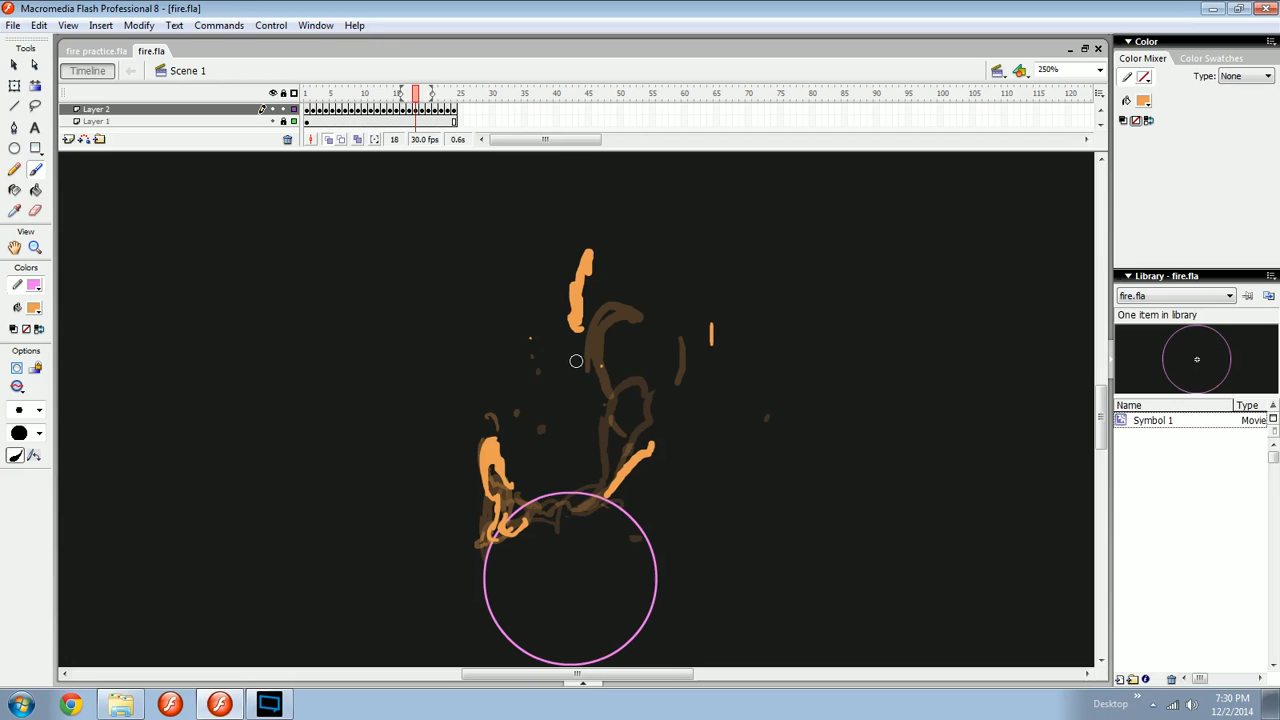 Macromedia Flash Professional 8 - [fire.fla]
File Edit View Insert Modify Text Commands Control Window Help
Tools
fire practice.fla fire.fla
Timeline Scene 1 250%
1 5 10 15 20 25 30 35 40 45 50 55 60 65 70 75 80 85 90 95 100 105 110 115 120
Layer 2
Layer 1
18 30.0 fps 0.6s
View
Colors
Options
Color
Color Mixer Color Swatches
Type: None
Library - fire.fla
fire.fla
One item in library
Name Type
Symbol 1 Movie
Desktop
7:30 PM
12/2/2014